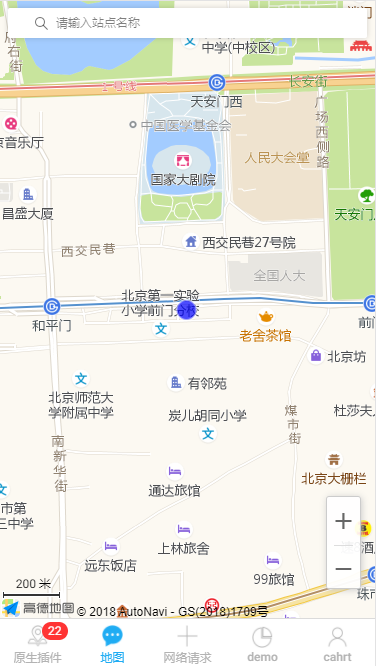 请输入站点名称
府右街
中学(中校区)
1号线
长安街
天安门西
广场西侧路
中国医学基金会
京音乐厅
人民大会堂
国家大剧院
昌盛大厦
天安门
西交民巷
西交民巷27号院
全国人大
北京第一实验
小学前门分校
和平门
前门
老舍茶馆
北京坊
有邻苑
北京师范大
学附属中学
炭儿胡同小学
煤市街
杜莎夫人
南新华街
北京大栅栏
通达旅馆
市第
三中学
上林旅舍
远东饭店
99旅馆
珠市
200 米
高德地图 © 2018 AutoNavi - GS(2018)1709号
22
原生插件
地图
网络请求
demo
cahrt